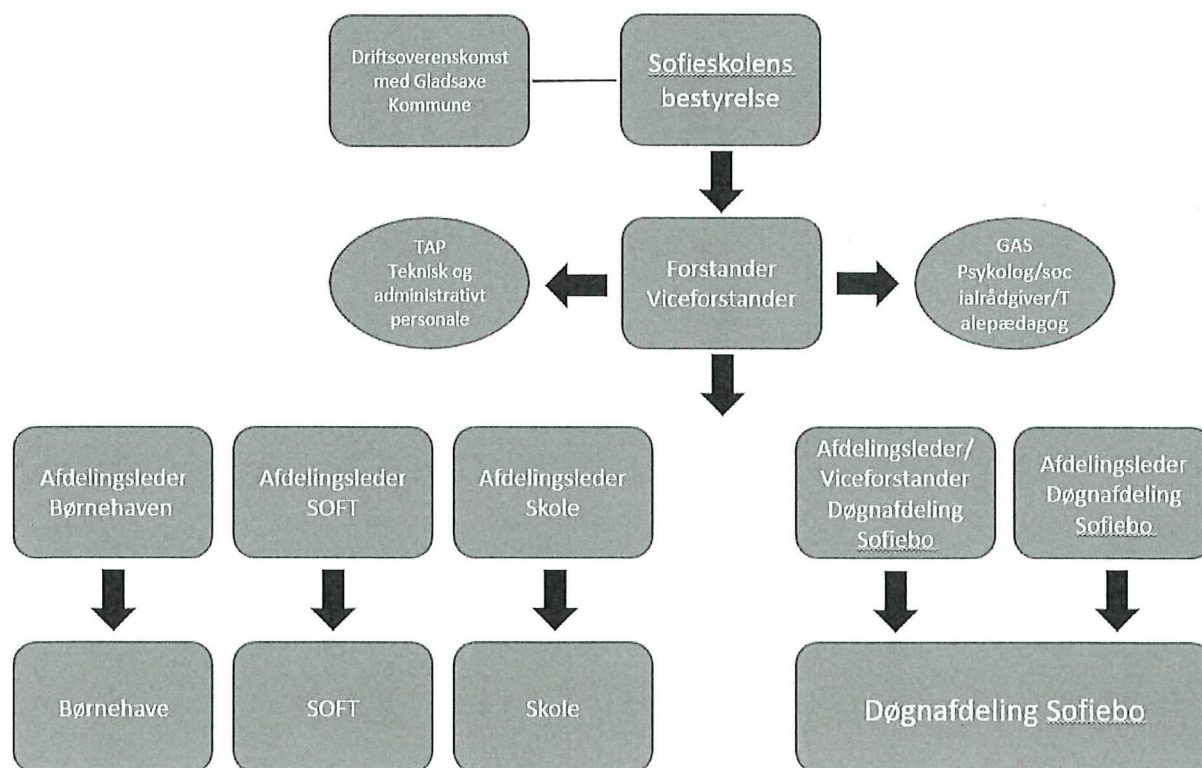 Driftsoverenskomst
med Gladsaxe
Kommune
Sofieskolens
bestyrelse
TAP
Teknisk og
administrativt
personale
Forstander
Viceforstander
GAS
Psykolog/soc
ialrådgiver/T
alepædagog
Afdelingsleder
Børnehaven
Afdelingsleder
SOFT
Afdelingsleder
Skole
Afdelingsleder/
Viceforstander
Døgnafdeling
Sofiebo
Afdelingsleder
Døgnafdeling
Sofiebo
Børnehave
SOFT
Skole
Døgnafdeling Sofiebo